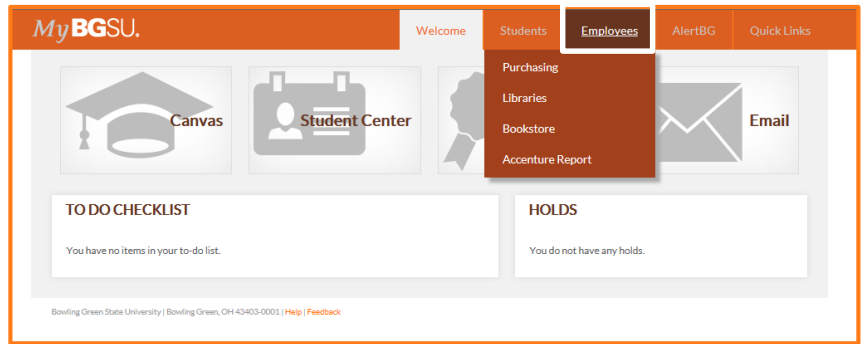 MyBGSU.
Welcome
Students
Employees
AlertBG
Quick Links
Purchasing
Libraries
Bookstore
Accenture Report
Canvas
Student Center
Email
TO DO CHECKLIST
You have no items in your to-do list.
HOLDS
You do not have any holds.
Bowling Green State University | Bowling Green, OH 43403-0001 | Help | Feedback